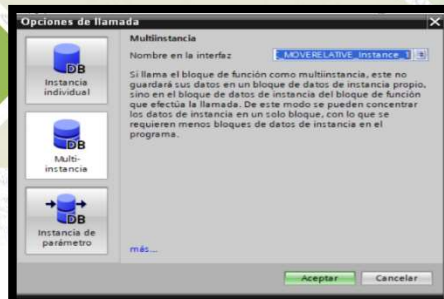 Opciones de llamada
DB
Instancia
individual
DB
Multi-
instancia
DB
Instancia de
parámetro
Multiinstancia
Nombre en la interfaz
_MOVERELATIVE_Instance_1
Si llama el bloque de función como multiinstancia, este no
guardará sus datos en un bloque de datos de instancia propio,
sino en el bloque de datos de instancia del bloque de función
que efectúa la llamada. De este modo se pueden concentrar
los datos de instancia en un solo bloque, con lo que se
requieren menos bloques de datos de instancia en el
programa.
más...
Aceptar
Cancelar